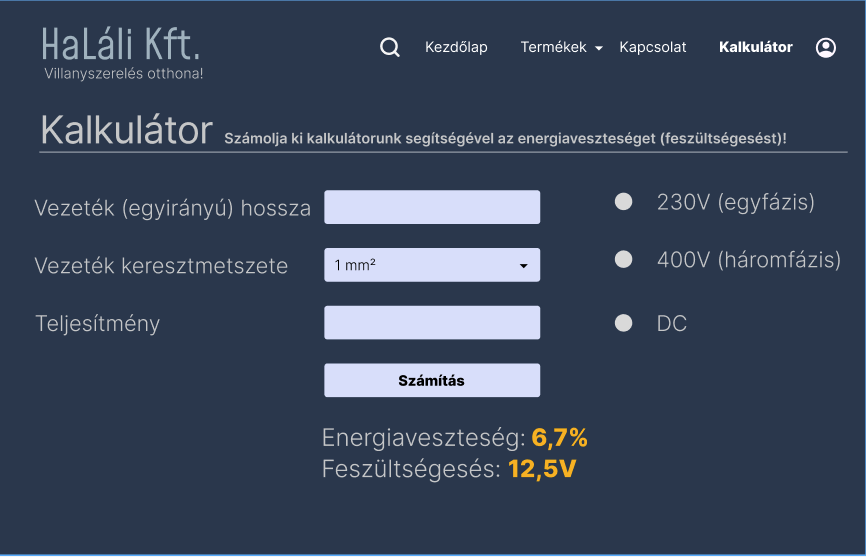 HaLáli Kft.
Villanyszerelés otthona!
Kezdőlap Termékek Kapcsolat Kalkulátor
Kalkulátor Számolja ki kalkulátorunk segítségével az energiaveszteséget (feszültségesést)!
Vezeték (egyirányú) hossza
230V (egyfázis)
Vezeték keresztmetszete 1 mm²
400V (háromfázis)
Teljesítmény
DC
Számítás
Energiaveszteség: 6,7%
Feszültségesés: 12,5V